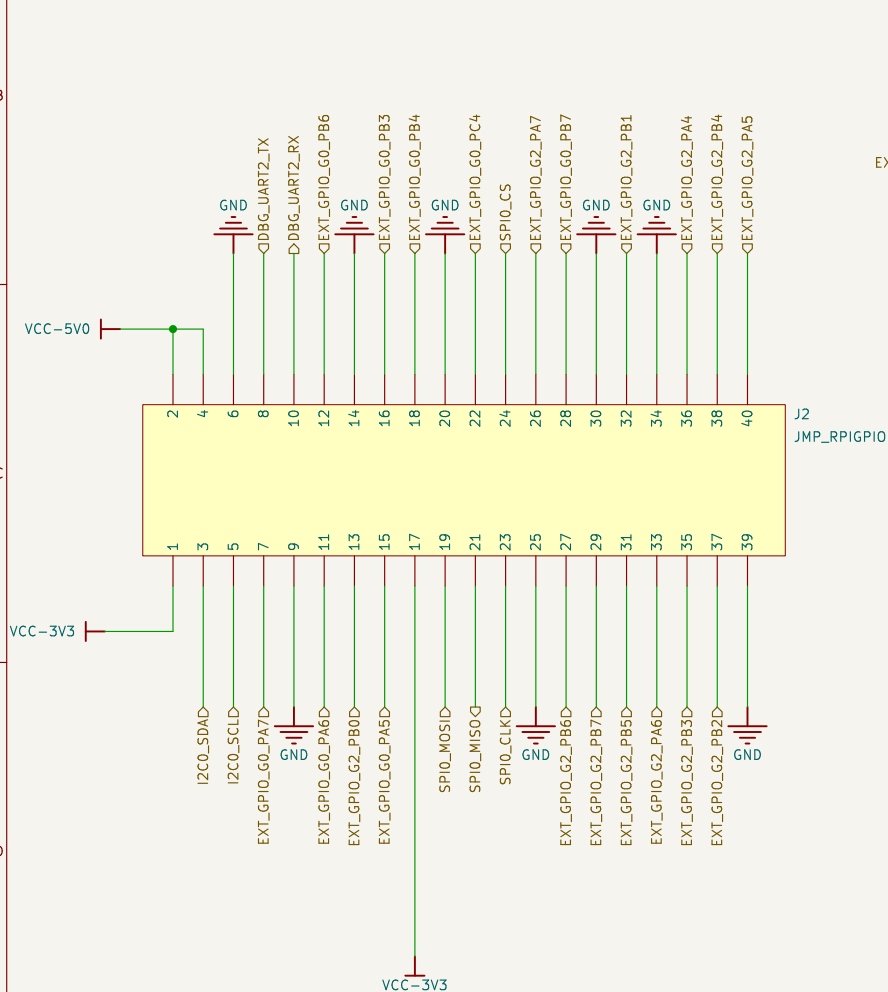 B
DBG_UART2_TX
DBG_UART2_RX
EXT_GPIO_G0_PB6
EXT_GPIO_G0_PB3
EXT_GPIO_G0_PB4
EXT_GPIO_G0_PC4
SPI0_CS
EXT_GPIO_G2_PA7
EXT_GPIO_G0_PB7
EXT_GPIO_G2_PB1
EXT_GPIO_G2_PA4
EXT_GPIO_G2_PB4
EXT_GPIO_G2_PA5
EX
GND
GND
GND
GND
GND
VCC-5V0
2 4 6 8 10 12 14 16 18 20 22 24 26 28 30 32 34 36 38 40
J2
JMP_RPIGPIO
C
1 3 5 7 9 11 13 15 17 19 21 23 25 27 29 31 33 35 37 39
VCC-3V3
I2C0_SDA
I2C0_SCL
EXT_GPIO_G0_PA7
GND
EXT_GPIO_G0_PA6
EXT_GPIO_G2_PB0
EXT_GPIO_G0_PA5
SPI0_MOSI
SPI0_MISO
SPI0_CLK
GND
EXT_GPIO_G2_PB6
EXT_GPIO_G2_PB7
EXT_GPIO_G2_PB5
EXT_GPIO_G2_PA6
EXT_GPIO_G2_PB3
EXT_GPIO_G2_PB2
GND
D
VCC-3V3